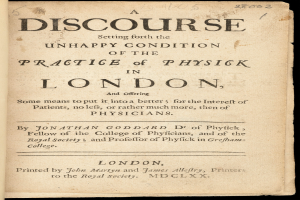 A
DISCOURSE
Setting forth the
UNHAPPY CONDITION
OF THE
PRACTICE of PHYSICK
IN
LONDON,
And Offering
Some means to put it into a better; for the Interest of
Patients, no less, or rather much more, then of
PHYSICIANS.
By JONATHAN GODDARD Dr of Physick,
Fellow of the College of Physicians, and of the
Royal Society; and Professor of Physick in Gresham-
College.
LONDON,
Printed by John Martyn and James Allestry, Printers
to the Royal Society. MDCLXX.